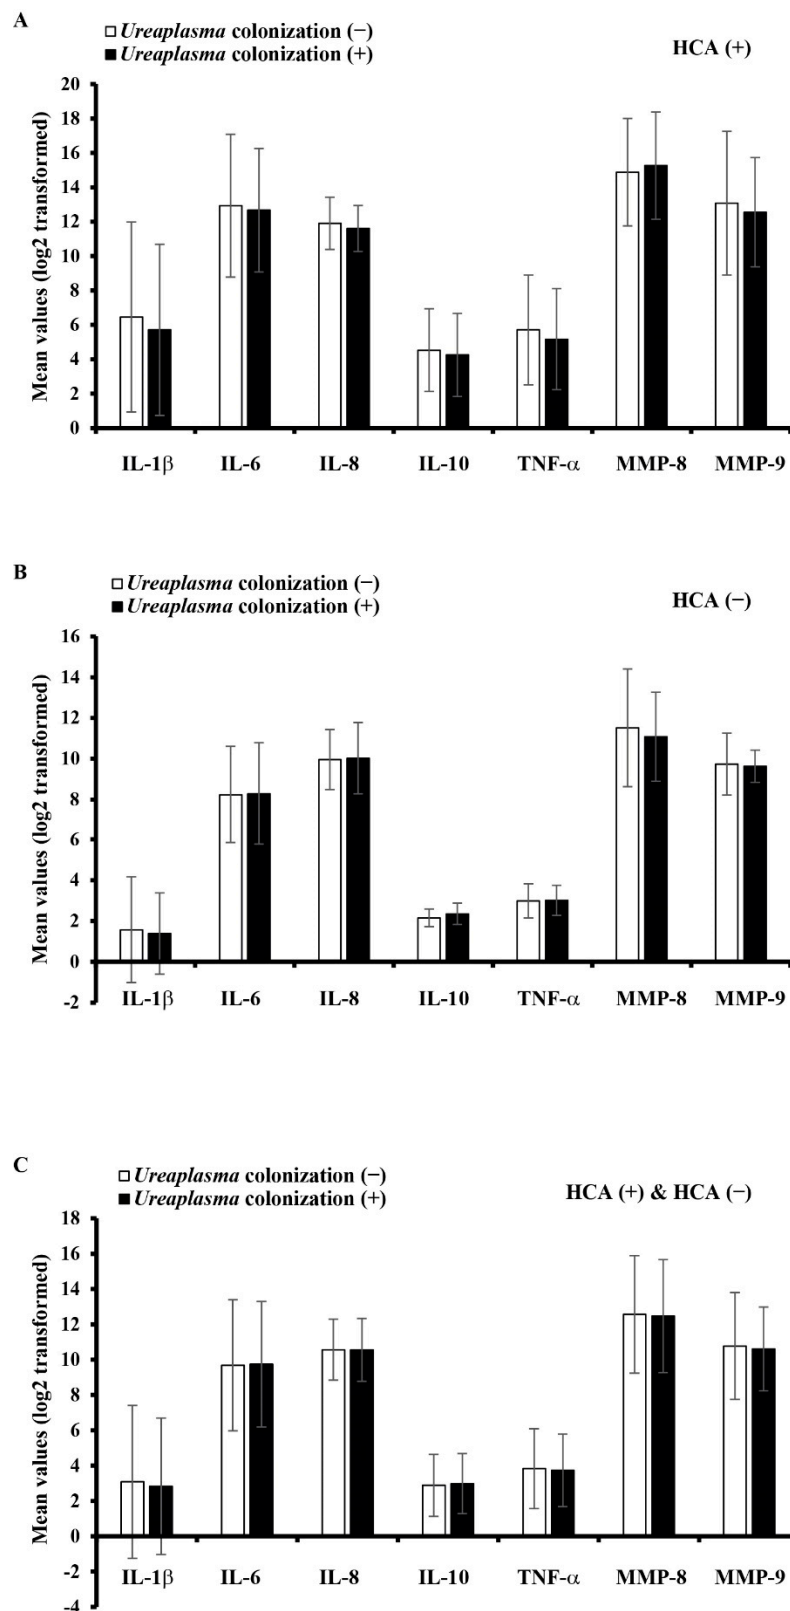 A
Ureaplasma colonization (−)
Ureaplasma colonization (+)
HCA (+)
Mean values (log2 transformed)
20
18
16
14
12
10
8
6
4
2
0
IL-1β IL-6 IL-8 IL-10 TNF-α MMP-8 MMP-9
B
Ureaplasma colonization (−)
Ureaplasma colonization (+)
HCA (−)
Mean values (log2 transformed)
16
14
12
10
8
6
4
2
0
-2
IL-1β IL-6 IL-8 IL-10 TNF-α MMP-8 MMP-9
C
Ureaplasma colonization (−)
Ureaplasma colonization (+)
HCA (+) & HCA (−)
Mean values (log2 transformed)
18
16
14
12
10
8
6
4
2
0
-2
-4
IL-1β IL-6 IL-8 IL-10 TNF-α MMP-8 MMP-9